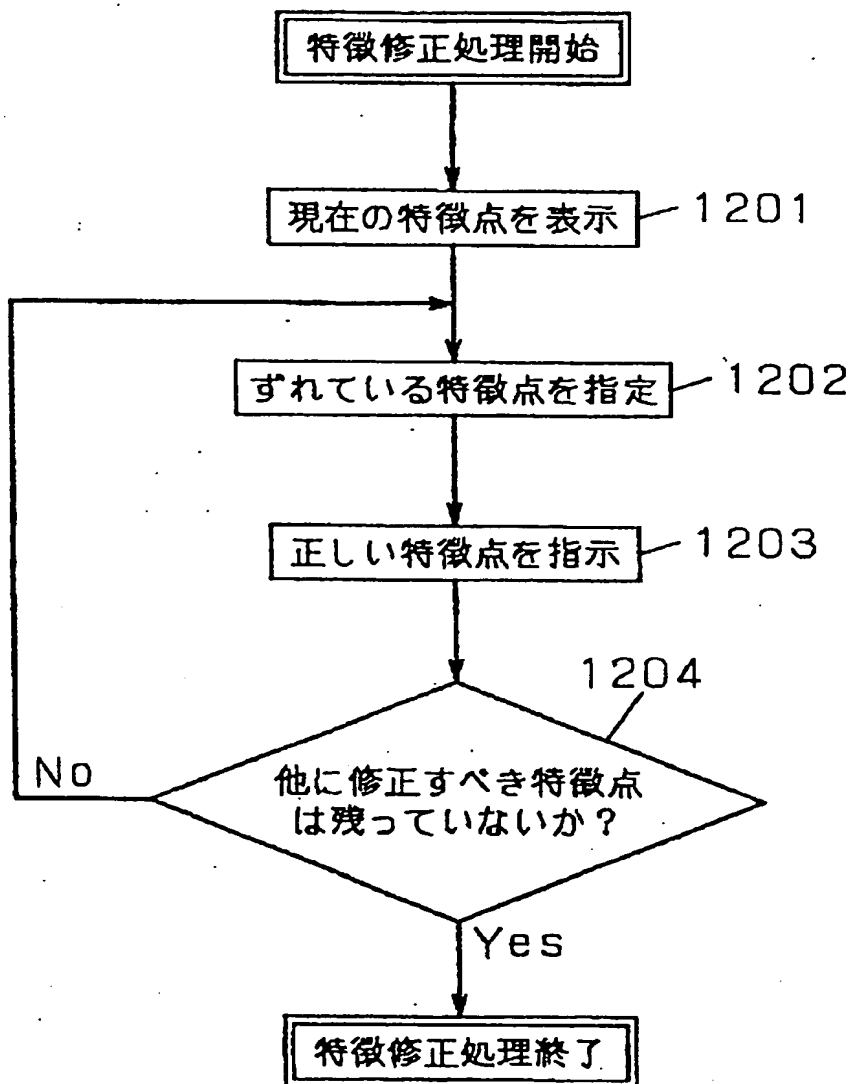 特徴修正処理開始
現在の特徴点を表示
1201
ずれている特徴点を指定
1202
正しい特徴点を指示
1203
1204
他に修正すべき特徴点
は残っていないか？
No
Yes
特徴修正処理終了